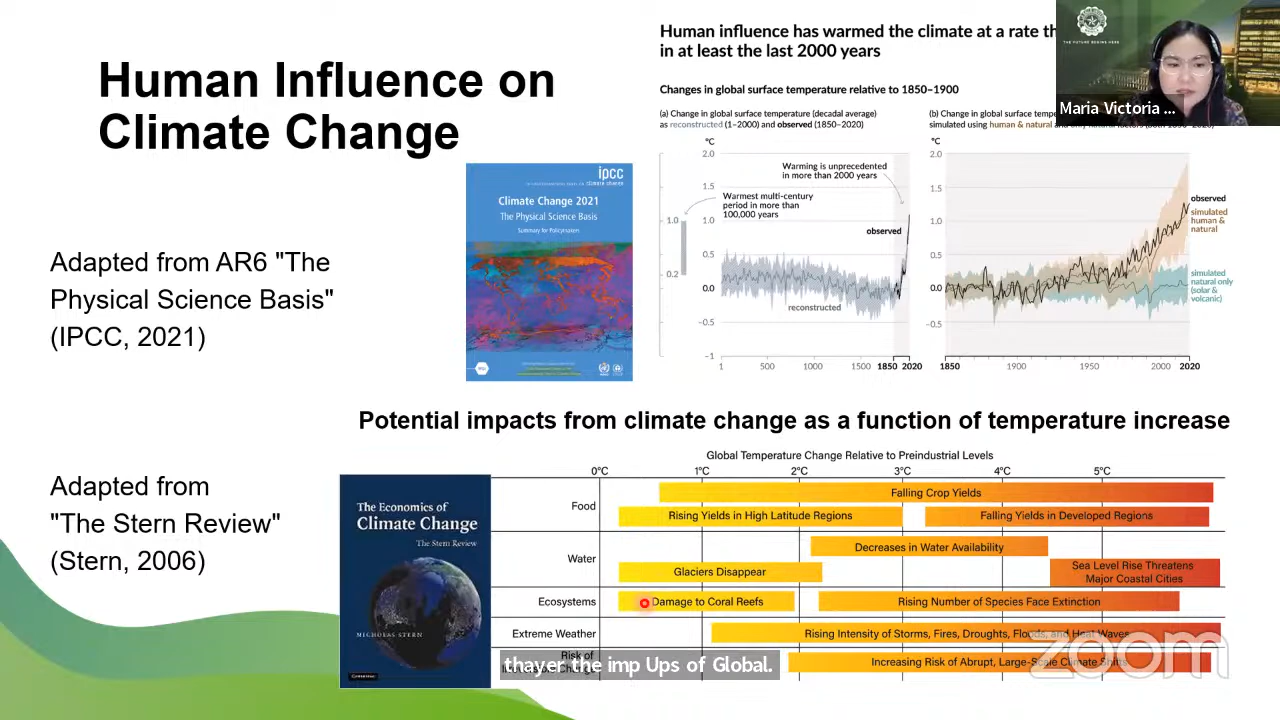 Human Influence on
Climate Change
Adapted from AR6 "The
Physical Science Basis"
(IPCC, 2021)
ipcc
Climate Change 2021
The Physical Science Basis
Summary for Policymakers
Human influence has warmed the climate at a rate th
in at least the last 2000 years
Changes in global surface temperature relative to 1850–1900
(a) Change in global surface temperature (decadal average)
as reconstructed (1–2000) and observed (1850–2020)
°C
2.0
1.5
1.0
0.5
0.0
−0.5
−1
1.0
0.2
Warming is unprecedented
in more than 2000 years
Warmest multi-century
period in more than
100,000 years
observed
reconstructed
1 500 1000 1500 1850 2020
(b) Change in global surface temp
simulated using human & natural and only natural factors
°C
2.0
1.5
1.0
0.5
0.0
−0.5
observed
simulated
human &
natural
simulated
natural only
(solar &
volcanic)
1850 1900 1950 2000 2020
THE FUTURE BEGINS HERE
Maria Victoria ...
Potential impacts from climate change as a function of temperature increase
Adapted from
"The Stern Review"
(Stern, 2006)
The Economics of
Climate Change
The Stern Review
NICHOLAS STERN
Global Temperature Change Relative to Preindustrial Levels
0°C 1°C 2°C 3°C 4°C 5°C
Food
Falling Crop Yields
Rising Yields in High Latitude Regions
Falling Yields in Developed Regions
Water
Decreases in Water Availability
Glaciers Disappear
Sea Level Rise Threatens
Major Coastal Cities
Ecosystems
Damage to Coral Reefs
Rising Number of Species Face Extinction
Extreme Weather
Rising Intensity of Storms, Fires, Droughts, Floods, and Heat Waves
Risk of
Increasing Risk of Abrupt, Large-Scale Climate Shifts
thayer the imp Ups of Global.
zoom